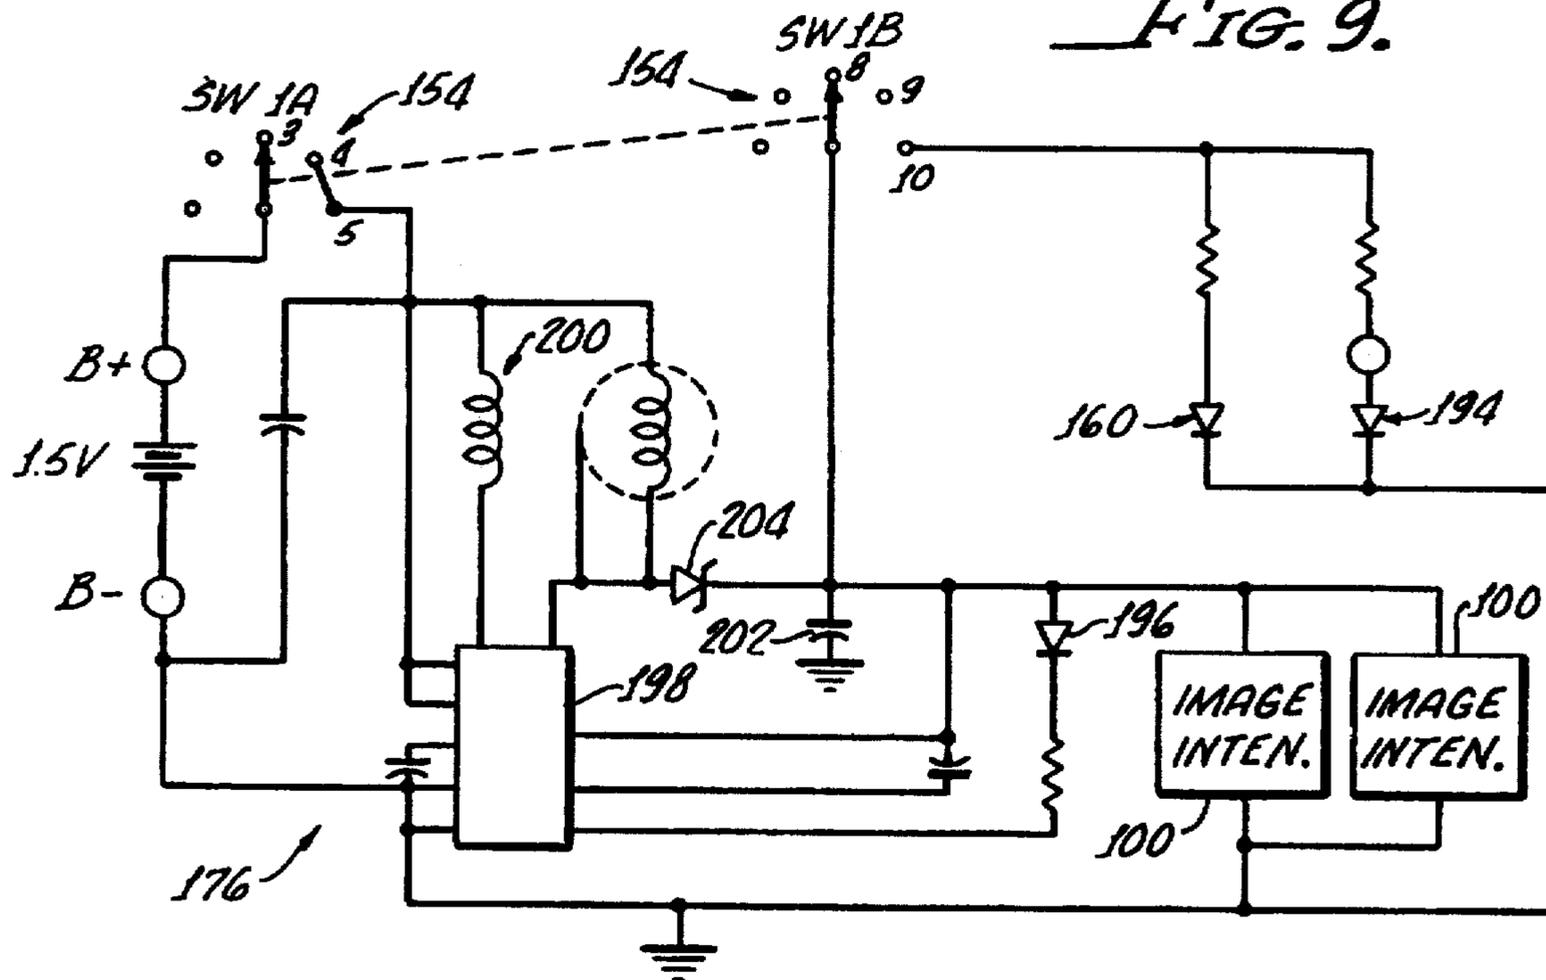 FIG. 9.
SW 1B
154
8
9
SW 1A
154
3
4
10
5
200
B+
160
194
1.5V
204
B-
202
196
100
198
IMAGE INTEN.
IMAGE INTEN.
100
176